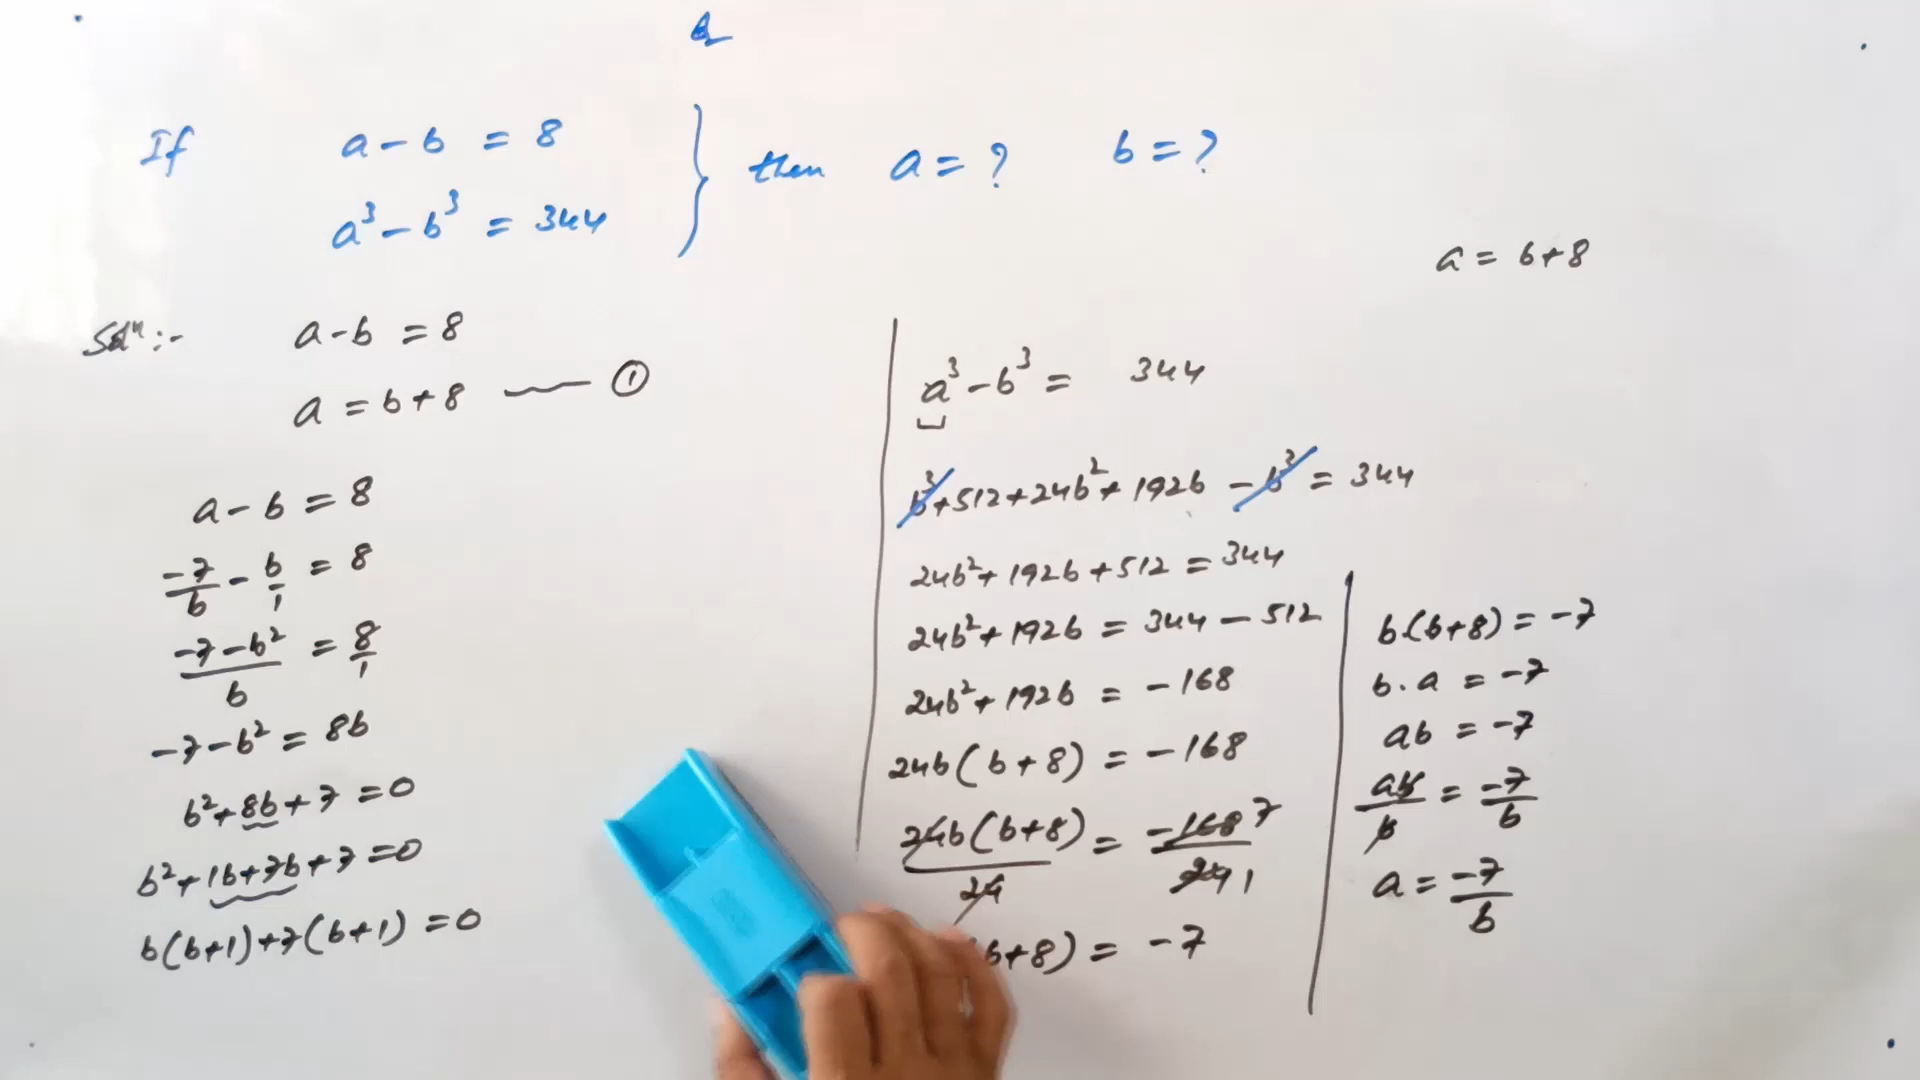 If a - b = 8
a³ - b³ = 344 } then a = ? b = ?
a = b+8
Solⁿ :- a - b = 8
a = b+8 —— ①
a - b = 8
-7/b - b/1 = 8
(-7 - b²)/b = 8/1
-7 - b² = 8b
b² + 8b + 7 = 0
b² + 1b + 7b + 7 = 0
b(b+1) + 7(b+1) = 0
a³ - b³ = 344
b³ + 512 + 24b² + 192b - b³ = 344
24b² + 192b + 512 = 344
24b² + 192b = 344 - 512
24b² + 192b = -168
24b(b+8) = -168
24b(b+8)/24 = -168 7/24 1
b+8) = -7
b·(b+8) = -7
b·a = -7
ab = -7
ab/b = -7/b
a = -7/b